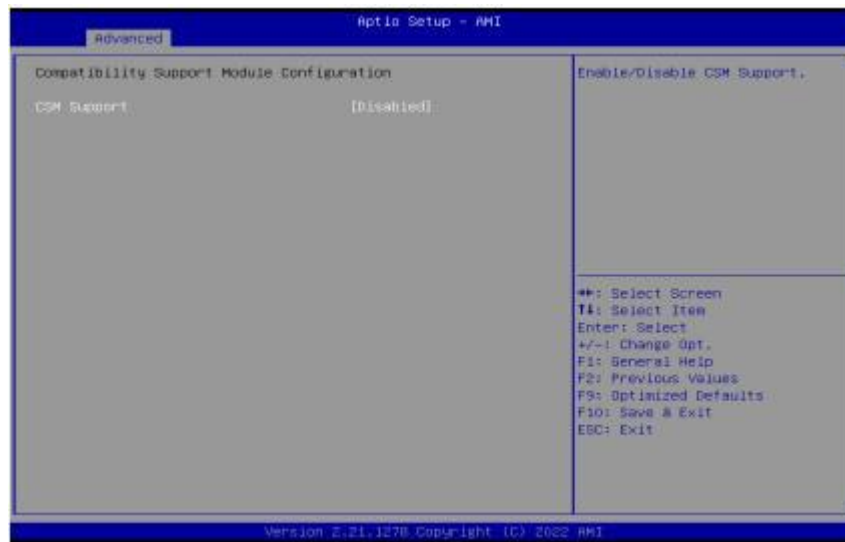 Aptio Setup - AMI
Advanced
Compatibility Support Module Configuration
CSM Support [Disabled]
Enable/Disable CSM Support.
→←: Select Screen
↑↓: Select Item
Enter: Select
+/-: Change Opt.
F1: General Help
F2: Previous Values
F9: Optimized Defaults
F10: Save & Exit
ESC: Exit
Version 2.21.1278 Copyright (C) 2022 AMI